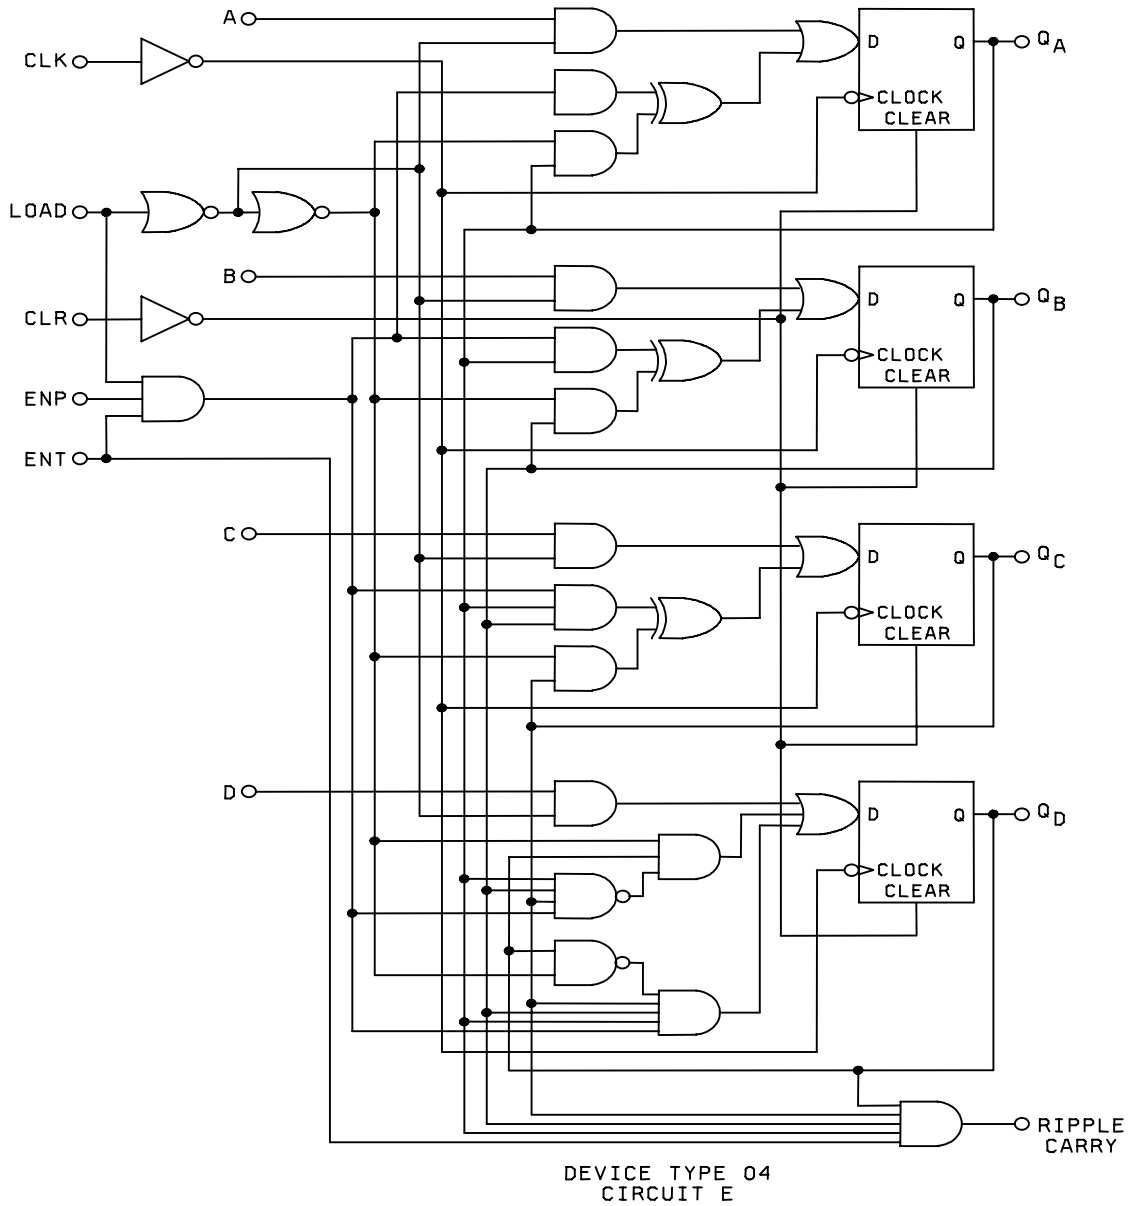 A
CLK
LOAD
B
CLR
ENP
ENT
C
D
D Q
CLOCK
CLEAR
QA
D Q
CLOCK
CLEAR
QB
D Q
CLOCK
CLEAR
QC
D Q
CLOCK
CLEAR
QD
RIPPLE
CARRY
DEVICE TYPE 04
CIRCUIT E